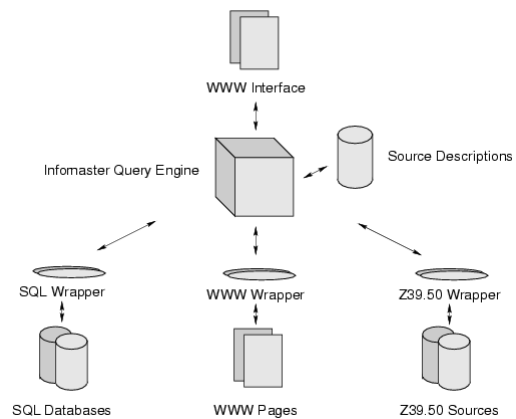 WWW Interface
Infomaster Query Engine
Source Descriptions
SQL Wrapper
WWW Wrapper
Z39.50 Wrapper
SQL Databases
WWW Pages
Z39.50 Sources